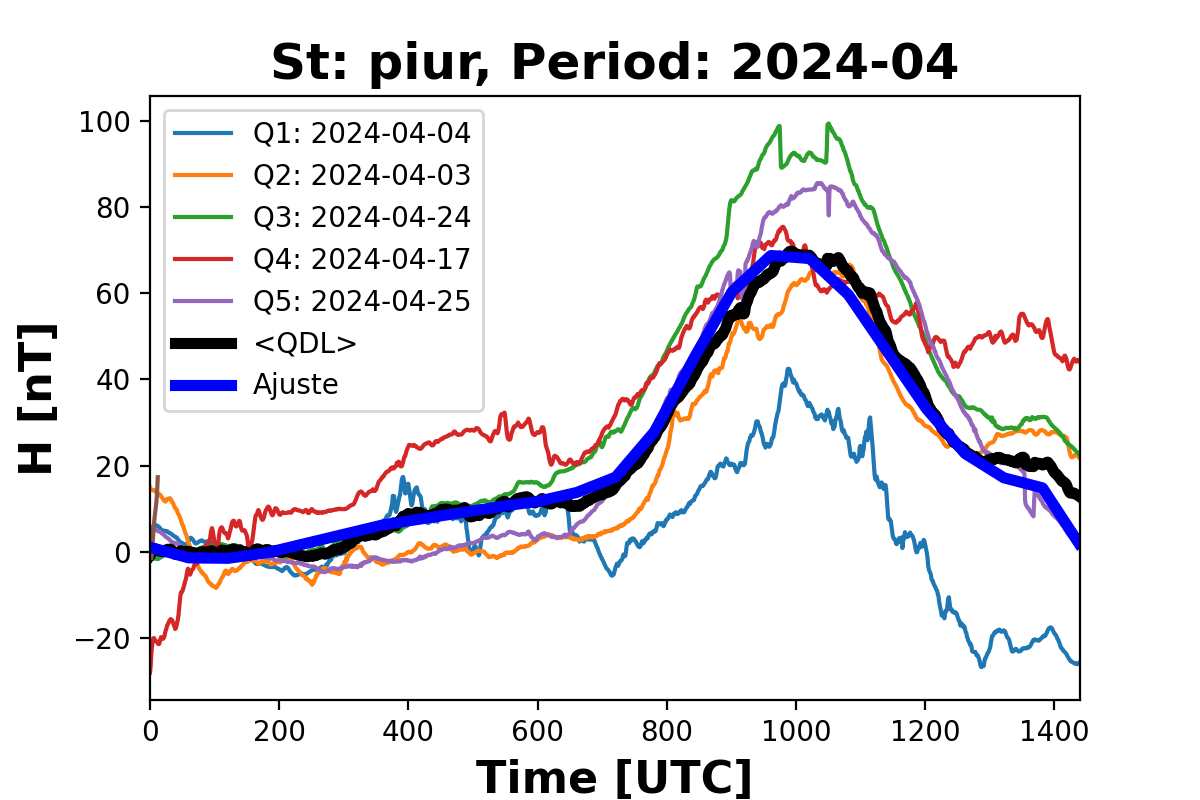 St: piur, Period: 2024-04
100
80
60
40
20
0
−20
H [nT]
Q1: 2024-04-04
Q2: 2024-04-03
Q3: 2024-04-24
Q4: 2024-04-17
Q5: 2024-04-25
<QDL>
Ajuste
0 200 400 600 800 1000 1200 1400
Time [UTC]